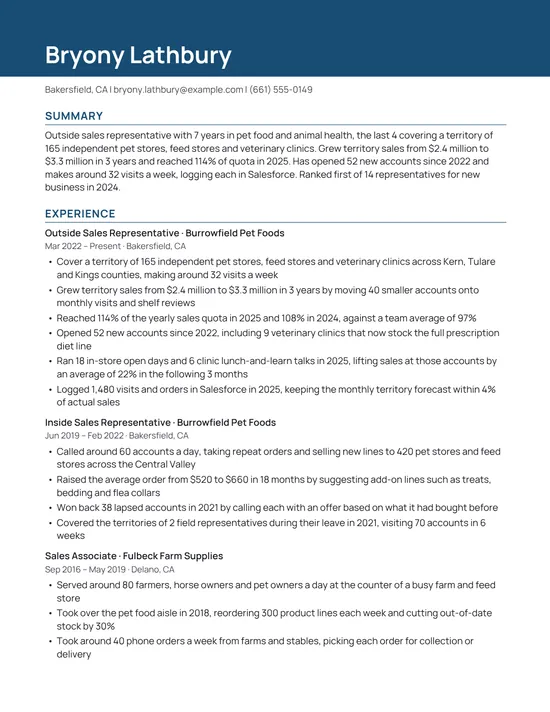 Bryony Lathbury
Bakersfield, CA | bryony.lathbury@example.com | (661) 555-0149
SUMMARY
Outside sales representative with 7 years in pet food and animal health, the last 4 covering a territory of
165 independent pet stores, feed stores and veterinary clinics. Grew territory sales from $2.4 million to
$3.3 million in 3 years and reached 114% of quota in 2025. Has opened 52 new accounts since 2022 and
makes around 32 visits a week, logging each in Salesforce. Ranked first of 14 representatives for new
business in 2024.
EXPERIENCE
Outside Sales Representative · Burrowfield Pet Foods
Mar 2022 – Present · Bakersfield, CA
• Cover a territory of 165 independent pet stores, feed stores and veterinary clinics across Kern, Tulare
and Kings counties, making around 32 visits a week
• Grew territory sales from $2.4 million to $3.3 million in 3 years by moving 40 smaller accounts onto
monthly visits and shelf reviews
• Reached 114% of the yearly sales quota in 2025 and 108% in 2024, against a team average of 97%
• Opened 52 new accounts since 2022, including 9 veterinary clinics that now stock the full prescription
diet line
• Ran 18 in-store open days and 6 clinic lunch-and-learn talks in 2025, lifting sales at those accounts by
an average of 22% in the following 3 months
• Logged 1,480 visits and orders in Salesforce in 2025, keeping the monthly territory forecast within 4%
of actual sales
Inside Sales Representative · Burrowfield Pet Foods
Jun 2019 – Feb 2022 · Bakersfield, CA
• Called around 60 accounts a day, taking repeat orders and selling new lines to 420 pet stores and feed
stores across the Central Valley
• Raised the average order from $520 to $660 in 18 months by suggesting add-on lines such as treats,
bedding and flea collars
• Won back 38 lapsed accounts in 2021 by calling each with an offer based on what it had bought before
• Covered the territories of 2 field representatives during their leave in 2021, visiting 70 accounts in 6
weeks
Sales Associate · Fulbeck Farm Supplies
Sep 2016 – May 2019 · Delano, CA
• Served around 80 farmers, horse owners and pet owners a day at the counter of a busy farm and feed
store
• Took over the pet food aisle in 2018, reordering 300 product lines each week and cutting out-of-date
stock by 30%
• Took around 40 phone orders a week from farms and stables, picking each order for collection or
delivery